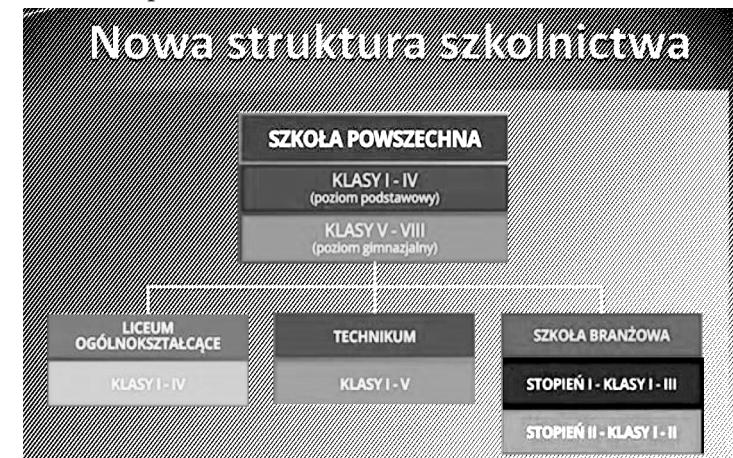 Nowa struktura szkolnictwa
SZKOŁA POWSZECHNA
KLASY I - IV
(poziom podstawowy)
KLASY V - VIII
(poziom gimnazjalny)
LICEUM
OGÓLNOKSZTAŁCĄCE
KLASY I - IV
TECHNIKUM
KLASY I - V
SZKOŁA BRANŻOWA
STOPIEŃ I - KLASY I - III
STOPIEŃ II - KLASY I - II